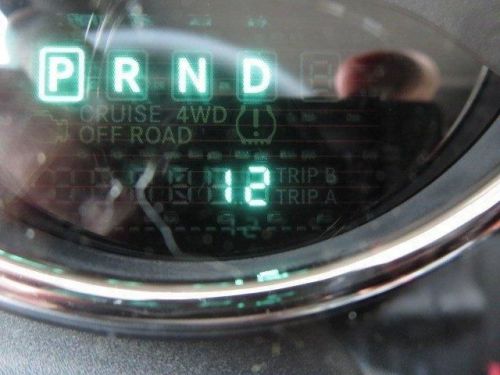 P R N D
CRUISE 4WD
OFF ROAD
(!)
TRIP B
12 TRIP A